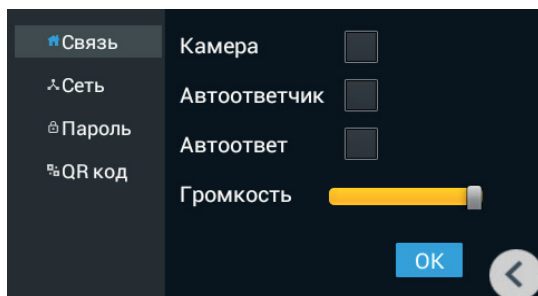 Связь
Сеть
Пароль
QR код
Камера
Автоответчик
Автоответ
Громкость
OK